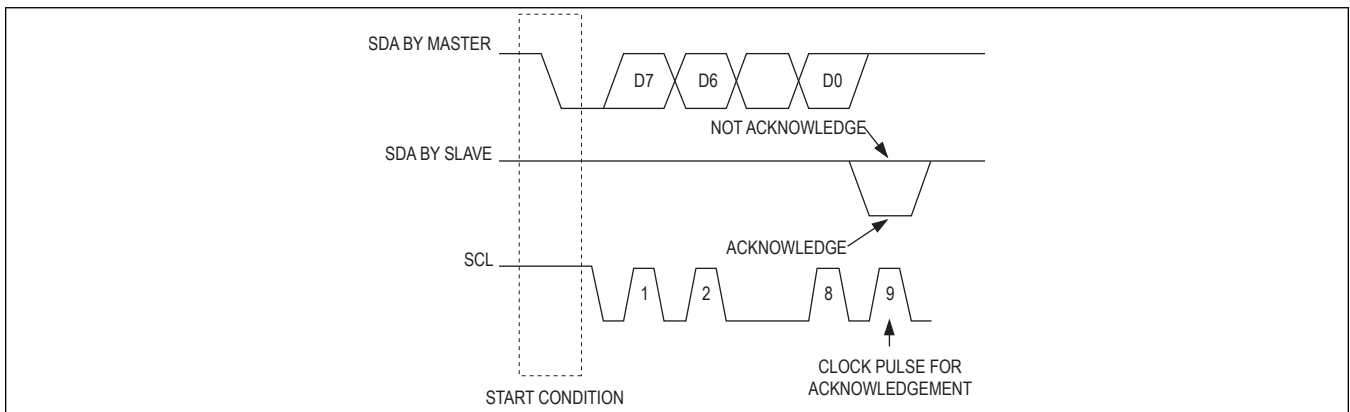 SDA BY MASTER
D7 D6 D0
NOT ACKNOWLEDGE
SDA BY SLAVE
ACKNOWLEDGE
SCL
1 2 8 9
CLOCK PULSE FOR
ACKNOWLEDGEMENT
START CONDITION